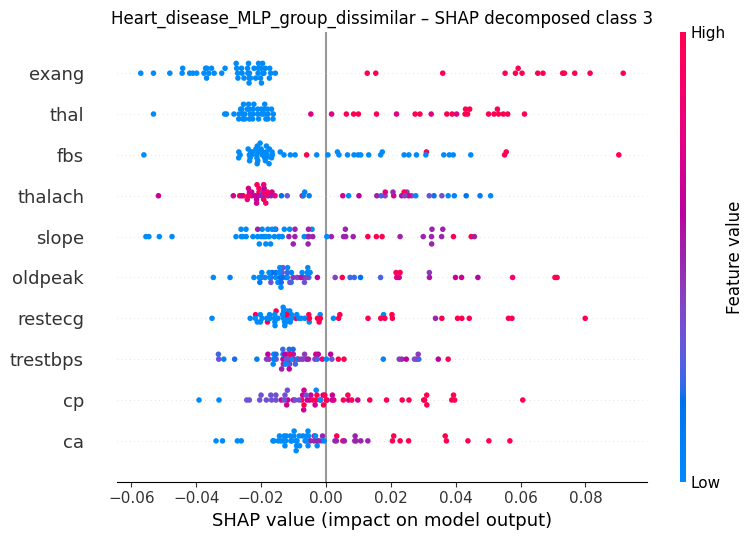 Heart_disease_MLP_group_dissimilar – SHAP decomposed class 3
High
exang
thal
fbs
thalach
slope
oldpeak
restecg
trestbps
cp
ca
Feature value
Low
−0.06 −0.04 −0.02 0.00 0.02 0.04 0.06 0.08
SHAP value (impact on model output)